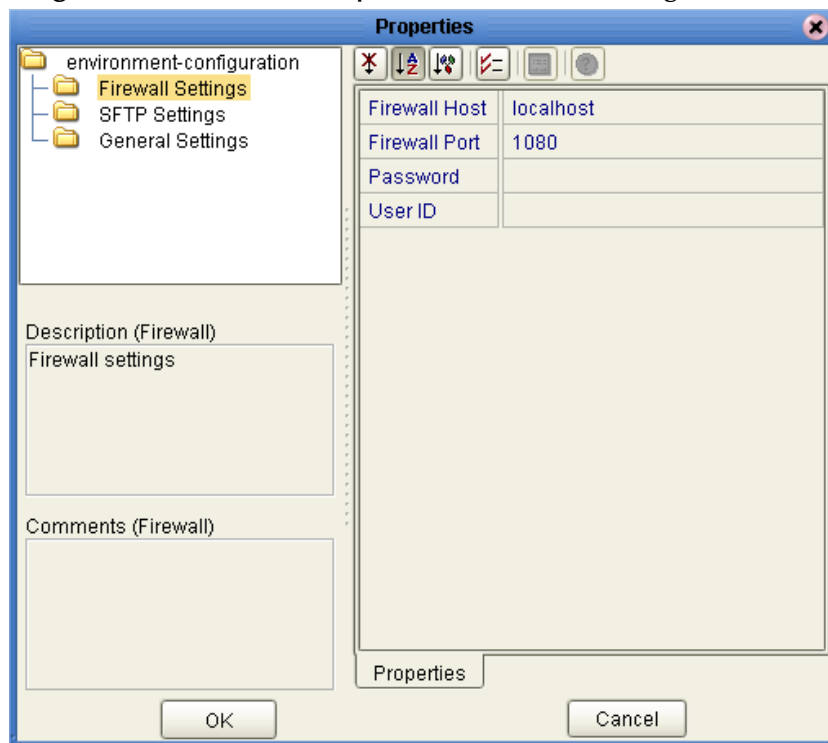 Properties
environment-configuration
Firewall Settings
SFTP Settings
General Settings
Firewall Host localhost
Firewall Port 1080
Password
User ID
Description (Firewall)
Firewall settings
Comments (Firewall)
Properties
OK
Cancel